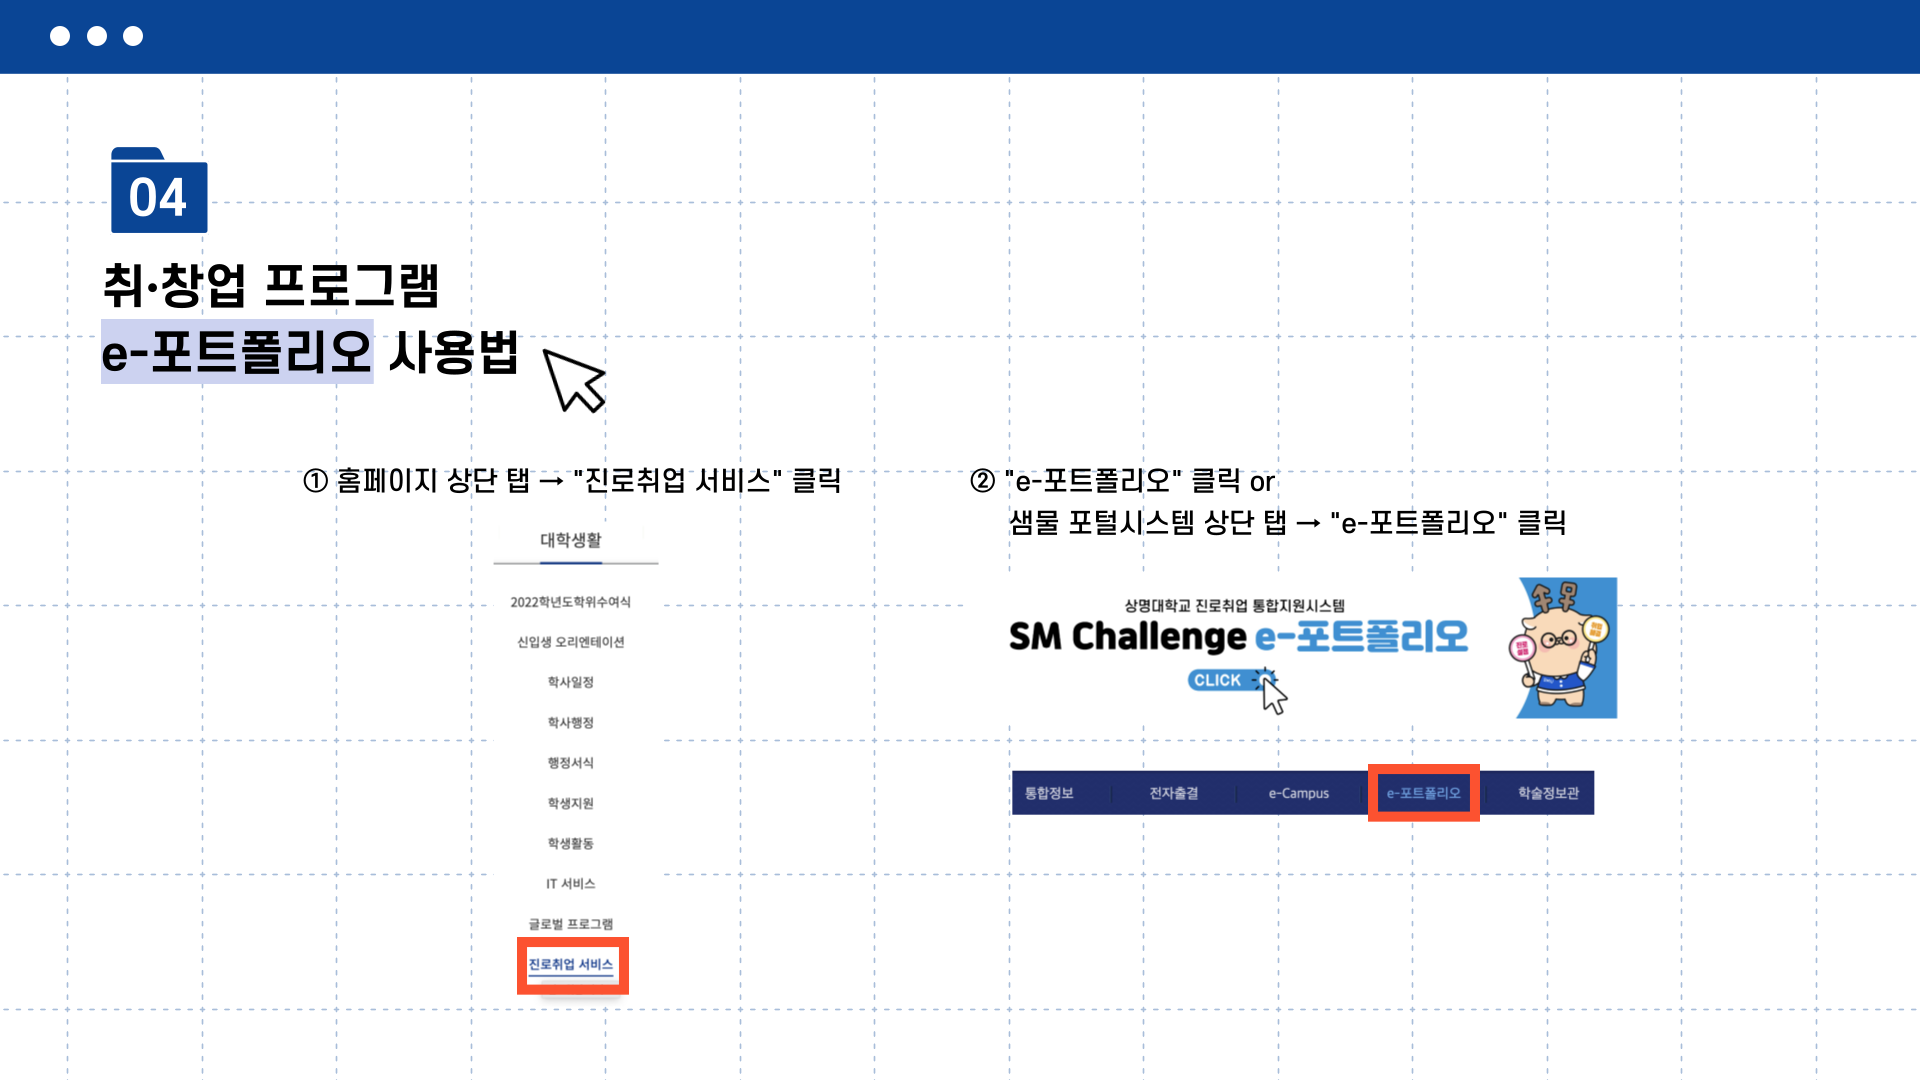 04
취·창업 프로그램
e-포트폴리오 사용법
① 홈페이지 상단 탭 → "진로취업 서비스" 클릭
대학생활
2022학년도학위수여식
신입생 오리엔테이션
학사일정
학사행정
행정서식
학생지원
학생활동
IT 서비스
글로벌 프로그램
진로취업 서비스
② "e-포트폴리오" 클릭 or
샘물 포털시스템 상단 탭 → "e-포트폴리오" 클릭
상명대학교 진로취업 통합지원시스템
SM Challenge e-포트폴리오
CLICK
통합정보 전자출결 e-Campus e-포트폴리오 학술정보관